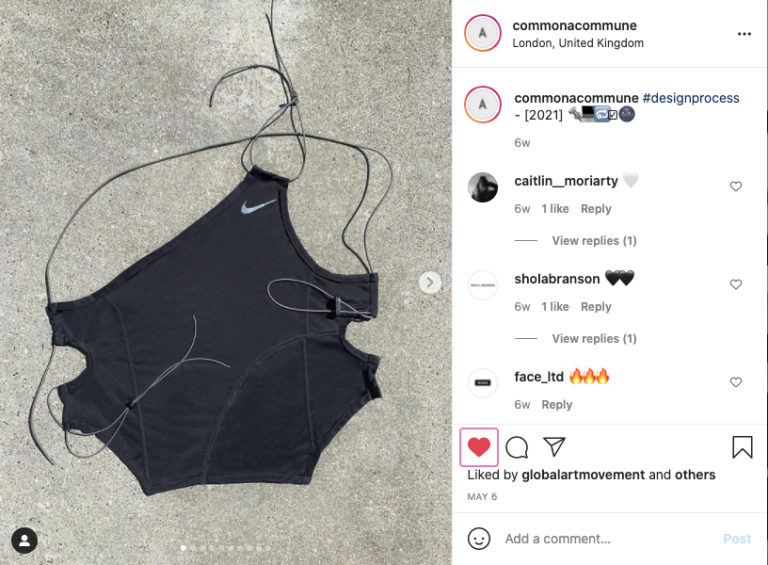 commonacommune
London, United Kingdom
commonacommune #designprocess
- [2021]
6w
caitlin__moriarty
6w 1 like Reply
View replies (1)
sholabranson
6w 1 like Reply
View replies (1)
face_ltd
6w Reply
Liked by globalartmovement and others
MAY 6
Add a comment...
Post